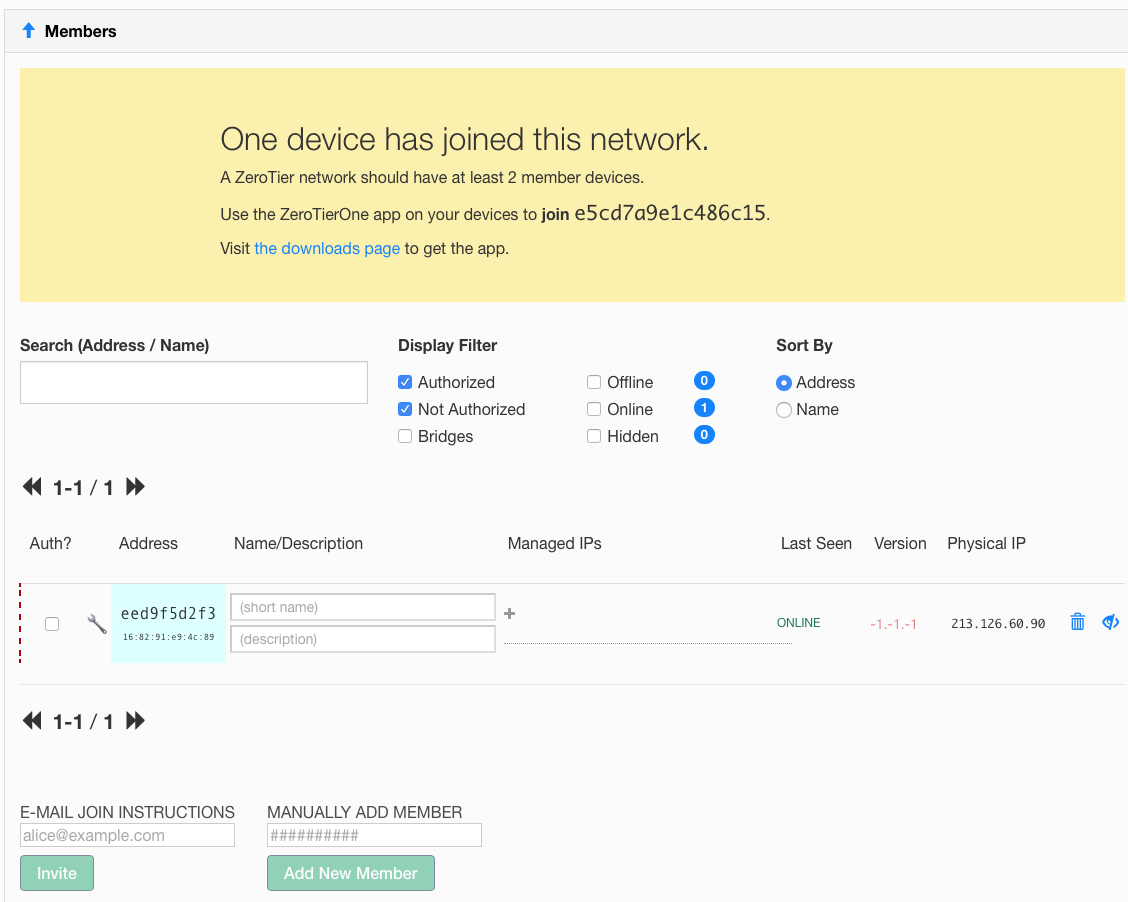 Members
One device has joined this network.
A ZeroTier network should have at least 2 member devices.
Use the ZeroTierOne app on your devices to join e5cd7a9e1c486c15.
Visit the downloads page to get the app.
Search (Address / Name)
Display Filter
Sort By
Authorized
Offline
0
Address
Not Authorized
Online
1
Name
Bridges
Hidden
0
1-1 / 1
Auth?
Address
Name/Description
Managed IPs
Last Seen
Version
Physical IP
eed9f5d2f3
16:82:91:e9:4c:89
(short name)
(description)
+
ONLINE
-1.-1.-1
213.126.60.90
1-1 / 1
E-MAIL JOIN INSTRUCTIONS
MANUALLY ADD MEMBER
alice@example.com
##########
Invite
Add New Member